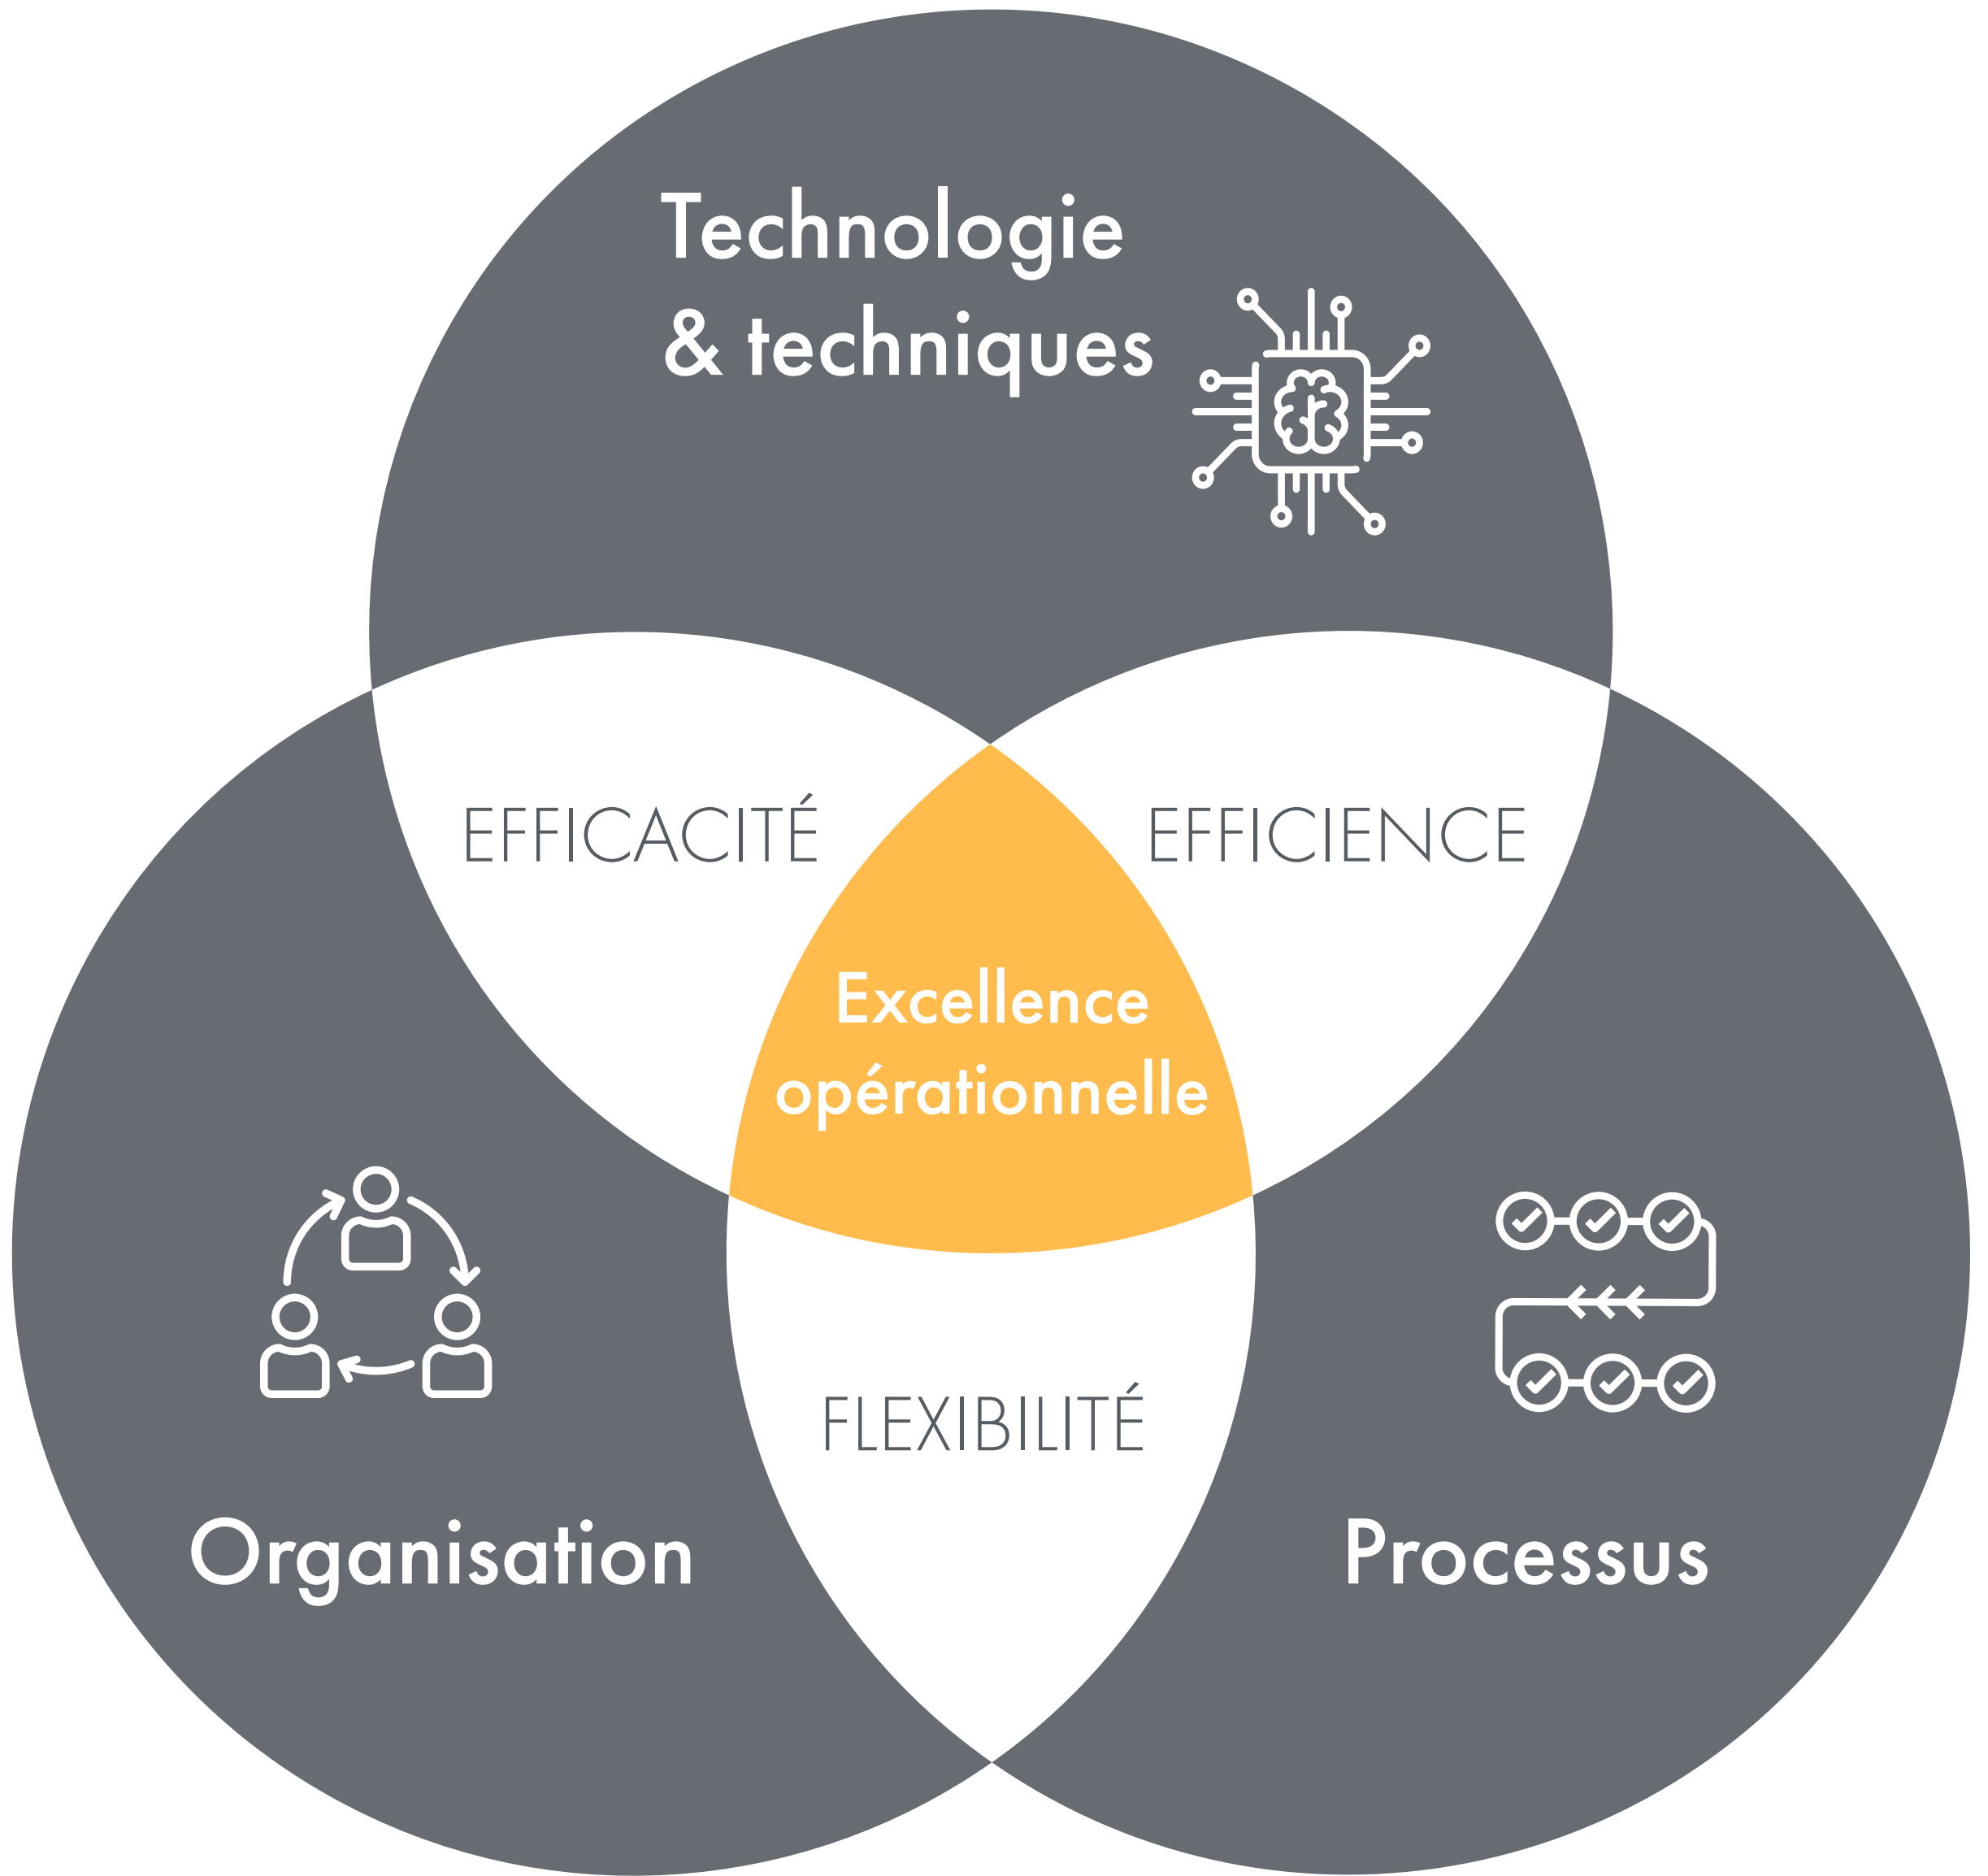 Technologie
& techniques
EFFICACITÉ
EFFICIENCE
Excellence
opérationnelle
FLEXIBILITÉ
Organisation
Processus